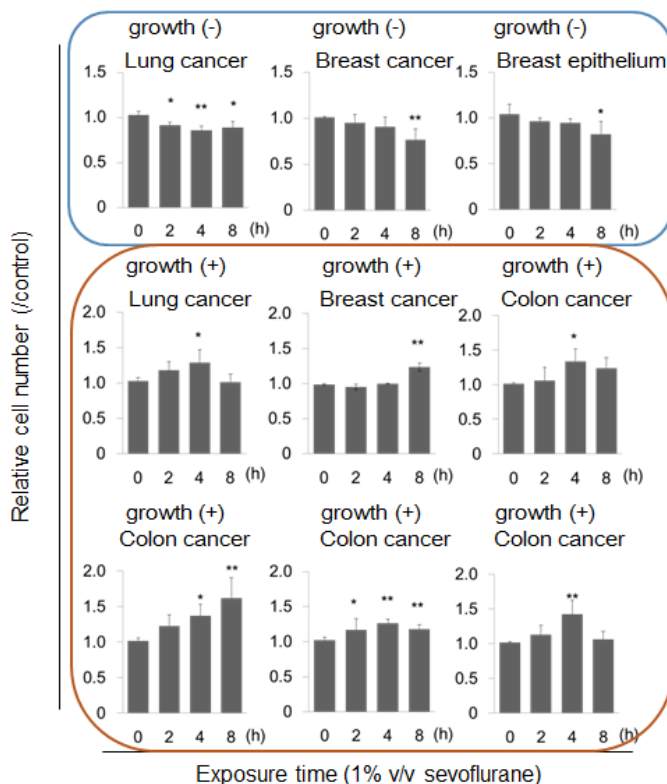 growth (-) growth (-) growth (-)
Lung cancer Breast cancer Breast epithelium
1.5 1.5 1.5
* ** * ** *
1.0 1.0 1.0
0.5 0.5 0.5
0 0 0
0 2 4 8 (h) 0 2 4 8 (h) 0 2 4 8 (h)
growth (+) growth (+) growth (+)
Lung cancer Breast cancer Colon cancer
2.0 2.0 2.0
* ** *
1.5 1.5 1.5
1.0 1.0 1.0
0.5 0.5 0.5
0 0 0
0 2 4 8 (h) 0 2 4 8 (h) 0 2 4 8 (h)
growth (+) growth (+) growth (+)
Colon cancer Colon cancer Colon cancer
2.0 2.0 2.0
* ** * ** ** **
1.5 1.5 1.5
1.0 1.0 1.0
0.5 0.5 0.5
0 0 0
0 2 4 8 (h) 0 2 4 8 (h) 0 2 4 8 (h)
Relative cell number (/control)
Exposure time (1% v/v sevoflurane)